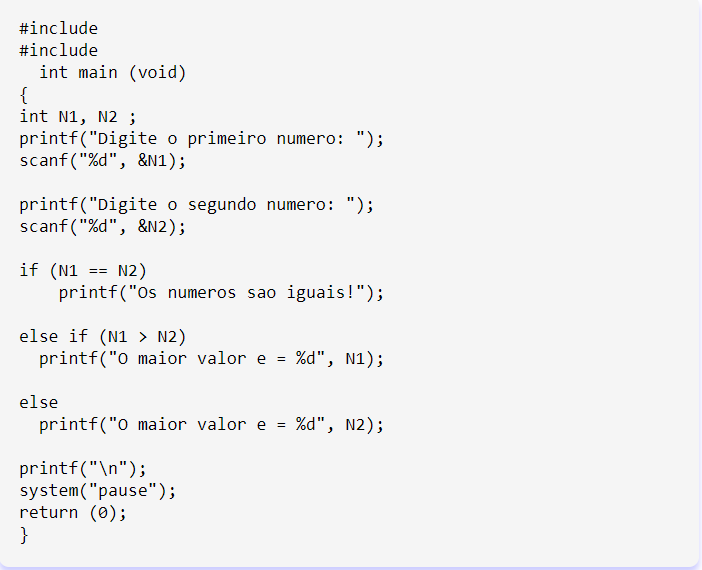 #include
#include
  int main (void)
{
int N1, N2 ;
printf("Digite o primeiro numero: ");
scanf("%d", &N1);

printf("Digite o segundo numero: ");
scanf("%d", &N2);

if (N1 == N2)
    printf("Os numeros sao iguais!");

else if (N1 > N2)
  printf("O maior valor e = %d", N1);

else
  printf("O maior valor e = %d", N2);

printf("\n");
system("pause");
return (0);
}